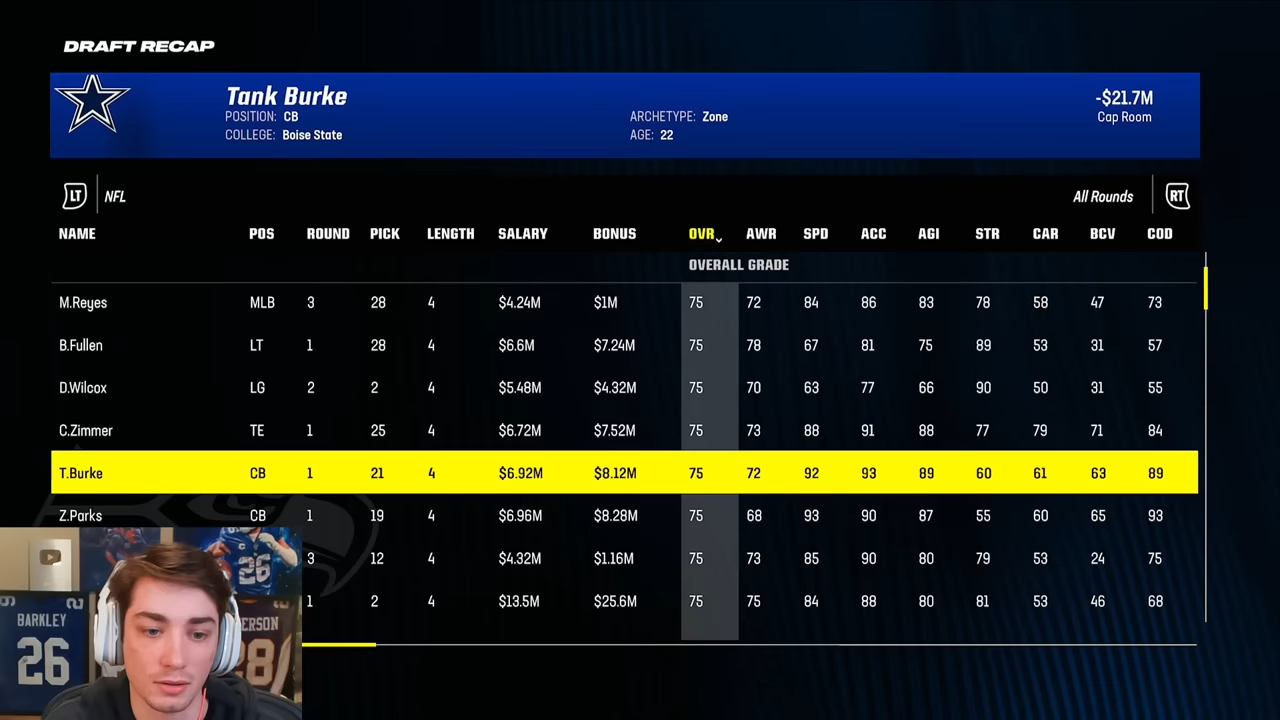 DRAFT RECAP
Tank Burke
POSITION: CB
COLLEGE: Boise State
ARCHETYPE: Zone
AGE: 22
-$21.7M
Cap Room
LT NFL All Rounds RT
NAME POS ROUND PICK LENGTH SALARY BONUS OVR AWR SPD ACC AGI STR CAR BCV COD
OVERALL GRADE
M.Reyes MLB 3 28 4 $4.24M $1M 75 72 84 86 83 78 58 47 73
B.Fullen LT 1 28 4 $6.6M $7.24M 75 78 67 81 75 89 53 31 57
D.Wilcox LG 2 2 4 $5.48M $4.32M 75 70 63 77 66 90 50 31 55
C.Zimmer TE 1 25 4 $6.72M $7.52M 75 73 88 91 88 77 79 71 84
T.Burke CB 1 21 4 $6.92M $8.12M 75 72 92 93 89 60 61 63 89
Z.Parks CB 1 19 4 $6.96M $8.28M 75 68 93 90 87 55 60 65 93
3 12 4 $4.32M $1.16M 75 73 85 90 80 79 53 24 75
1 2 4 $13.5M $25.6M 75 75 84 88 80 81 53 46 68
26
BARKLEY
26
ERSON
28